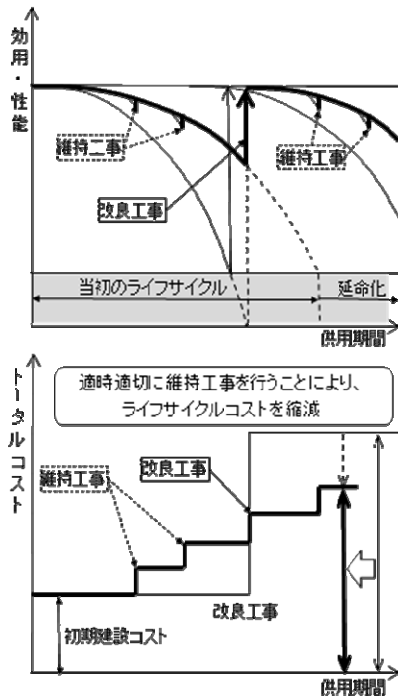 効用・性能
維持工事
維持工事
改良工事
当初のライフサイクル
延命化
供用期間
トータルコスト
適時適切に維持工事を行うことにより、
ライフサイクルコストを縮減
改良工事
維持工事
改良工事
初期建設コスト
供用期間